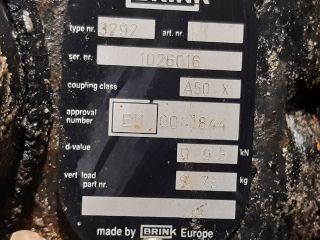 BRINK
type nr. 3292 art. nr.
ser. nr. 1026016
coupling class A50-X
approval number E11 00-1844
d-value kN
vert load kg
part nr.
made by BRINK Europe